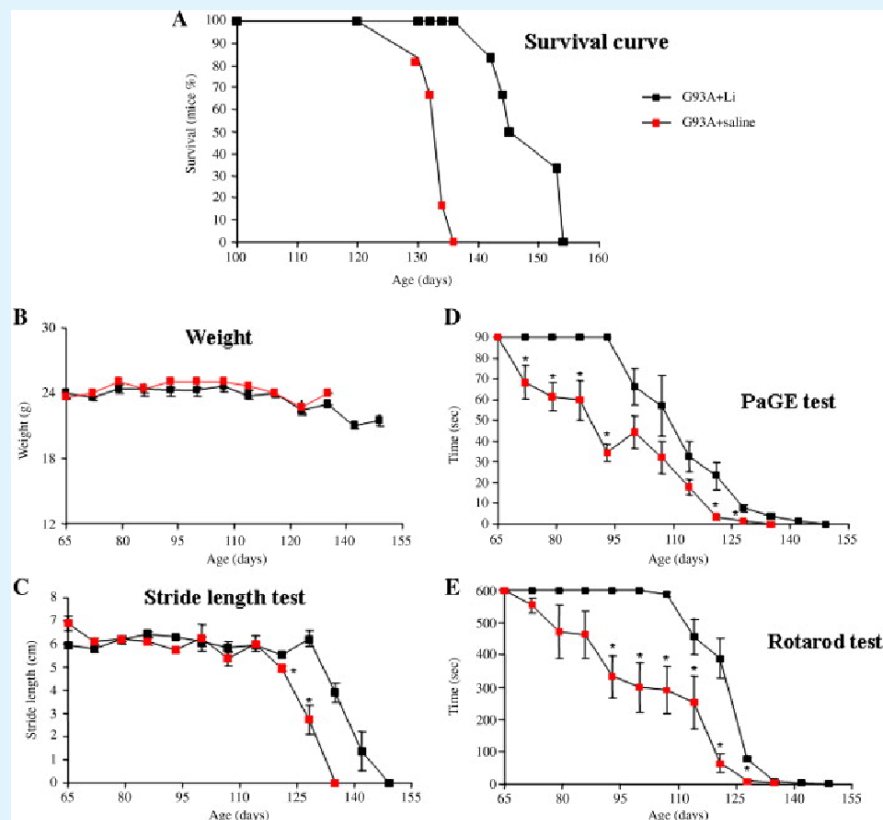 A
Survival curve
Survival (mice %)
100
90
80
70
60
50
40
30
20
10
0
100 110 120 130 140 150 160
Age (days)
G93A+Li
G93A+saline
B
Weight
Weight (g)
30
24
18
12
65 80 95 110 125 140 155
Age (days)
D
PaGE test
Time (sec)
90
80
70
60
50
40
30
20
10
0
65 80 95 110 125 140 155
Age (days)
*
*
*
*
*
*
*
C
Stride length test
Stride length (cm)
8
7
6
5
4
3
2
1
0
65 80 95 110 125 140 155
Age (days)
*
*
E
Rotarod test
Time (sec)
600
500
400
300
200
100
0
65 80 95 110 125 140 155
Age (days)
*
*
*
*
*
*